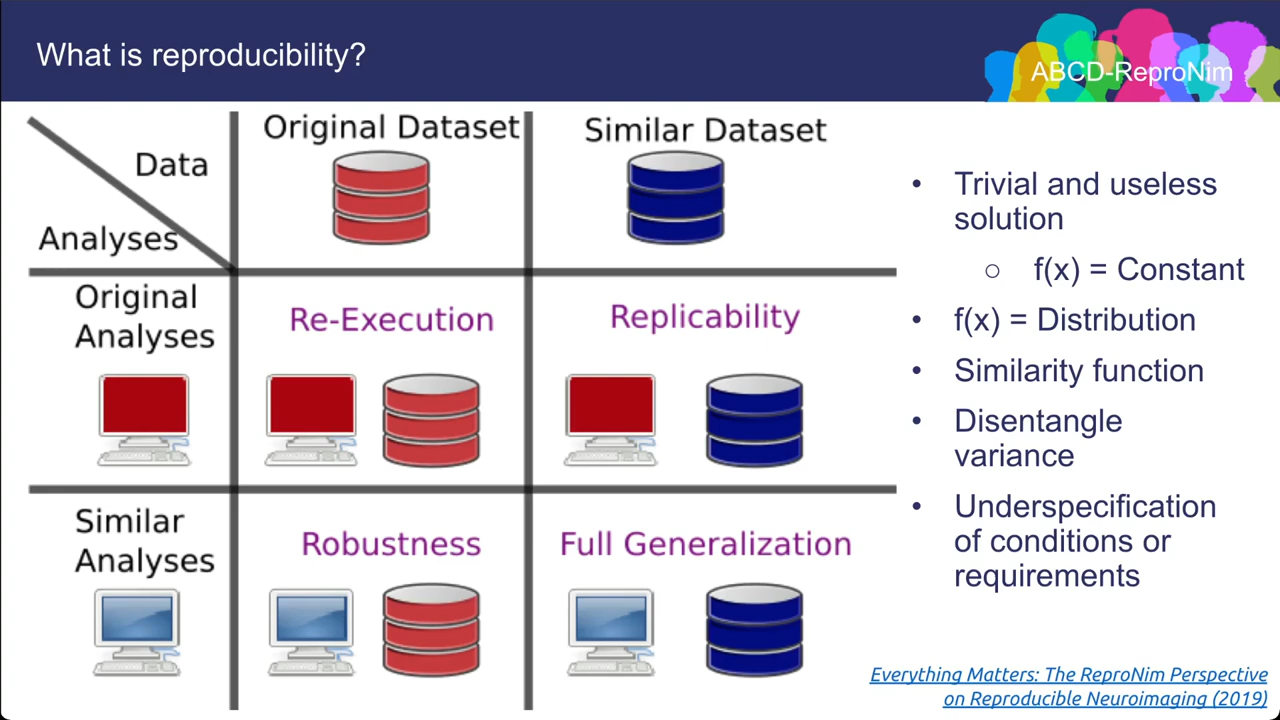 What is reproducibility?
ABCD-ReproNim
Data
Analyses
Original Dataset
Similar Dataset
Original
Analyses
Re-Execution
Replicability
Similar
Analyses
Robustness
Full Generalization
• Trivial and useless
solution
○ f(x) = Constant
• f(x) = Distribution
• Similarity function
• Disentangle
variance
• Underspecification
of conditions or
requirements
Everything Matters: The ReproNim Perspective
on Reproducible Neuroimaging (2019)